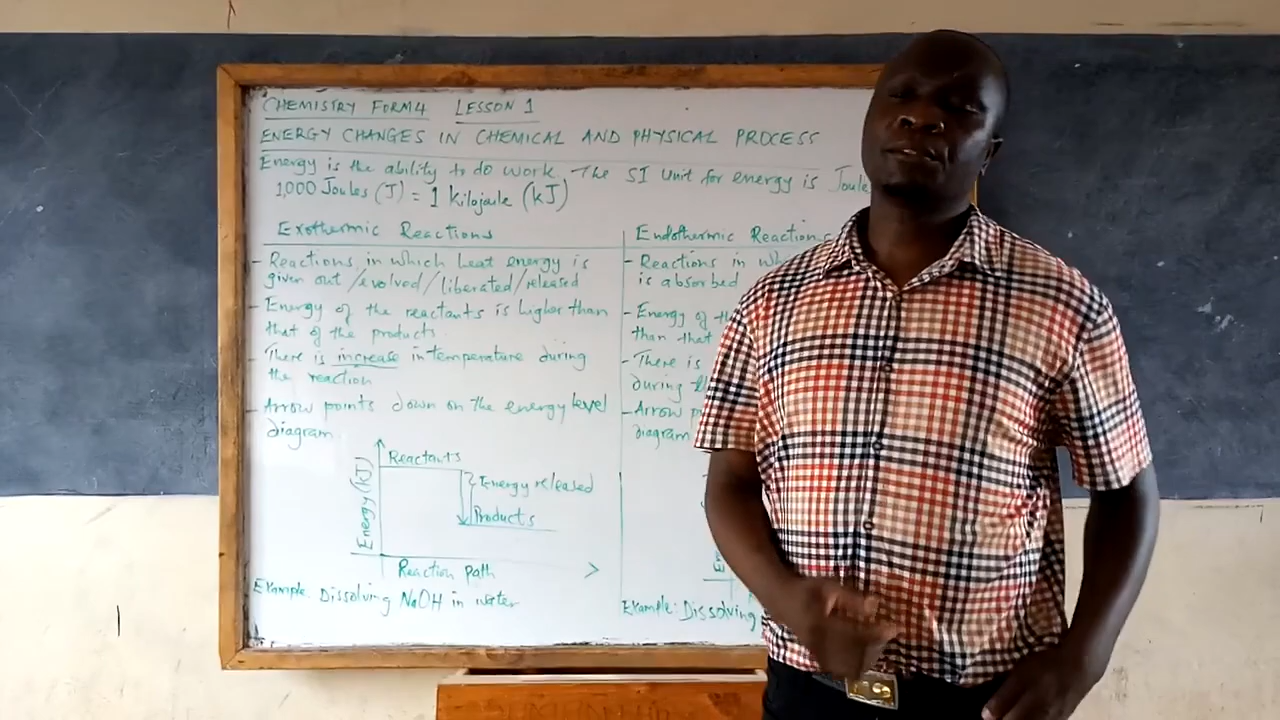 CHEMISTRY FORM 4 LESSON 1
ENERGY CHANGES IN CHEMICAL AND PHYSICAL PROCESS
Energy is the ability to do work. The SI Unit for energy is Joule
1,000 Joules (J) = 1 kilojoule (kJ)
Exothermic Reactions
- Reactions in which heat energy is
given out/evolved/liberated/released
- Energy of the reactants is higher than
that of the products
- There is increase in temperature during
the reaction
- Arrow points down on the energy level
diagram
Reactants
Energy released
Products
Energy (kJ)
Reaction path
Example: Dissolving NaOH in water
Endothermic Reactions
- Reactions in
is absorbed
- Energy of
than that
- There is
during
- Arrow
diagram
Example: Dissolving